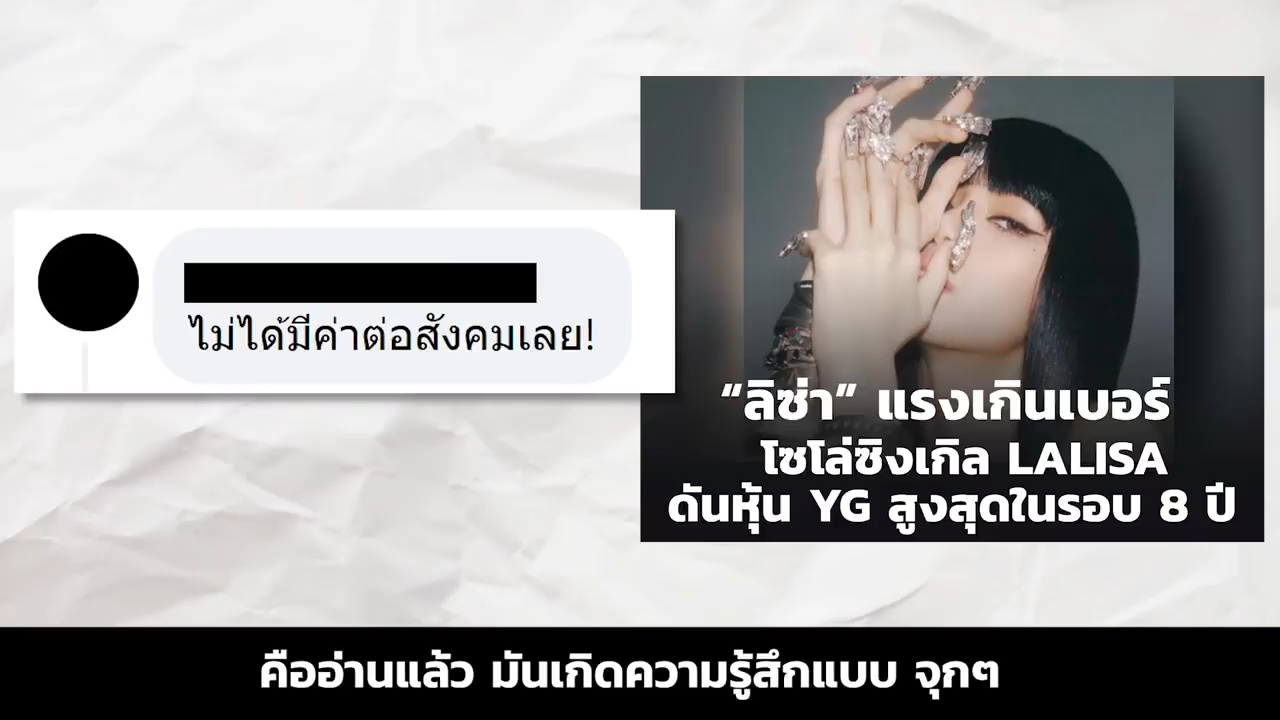 ไม่ได้มีค่าต่อสังคมเลย!
“ลิซ่า” แรงเกินเบอร์
โซโล่ซิงเกิล LALISA
ดันหุ้น YG สูงสุดในรอบ 8 ปี
คืออ่านแล้ว มันเกิดความรู้สึกแบบ จุกๆ